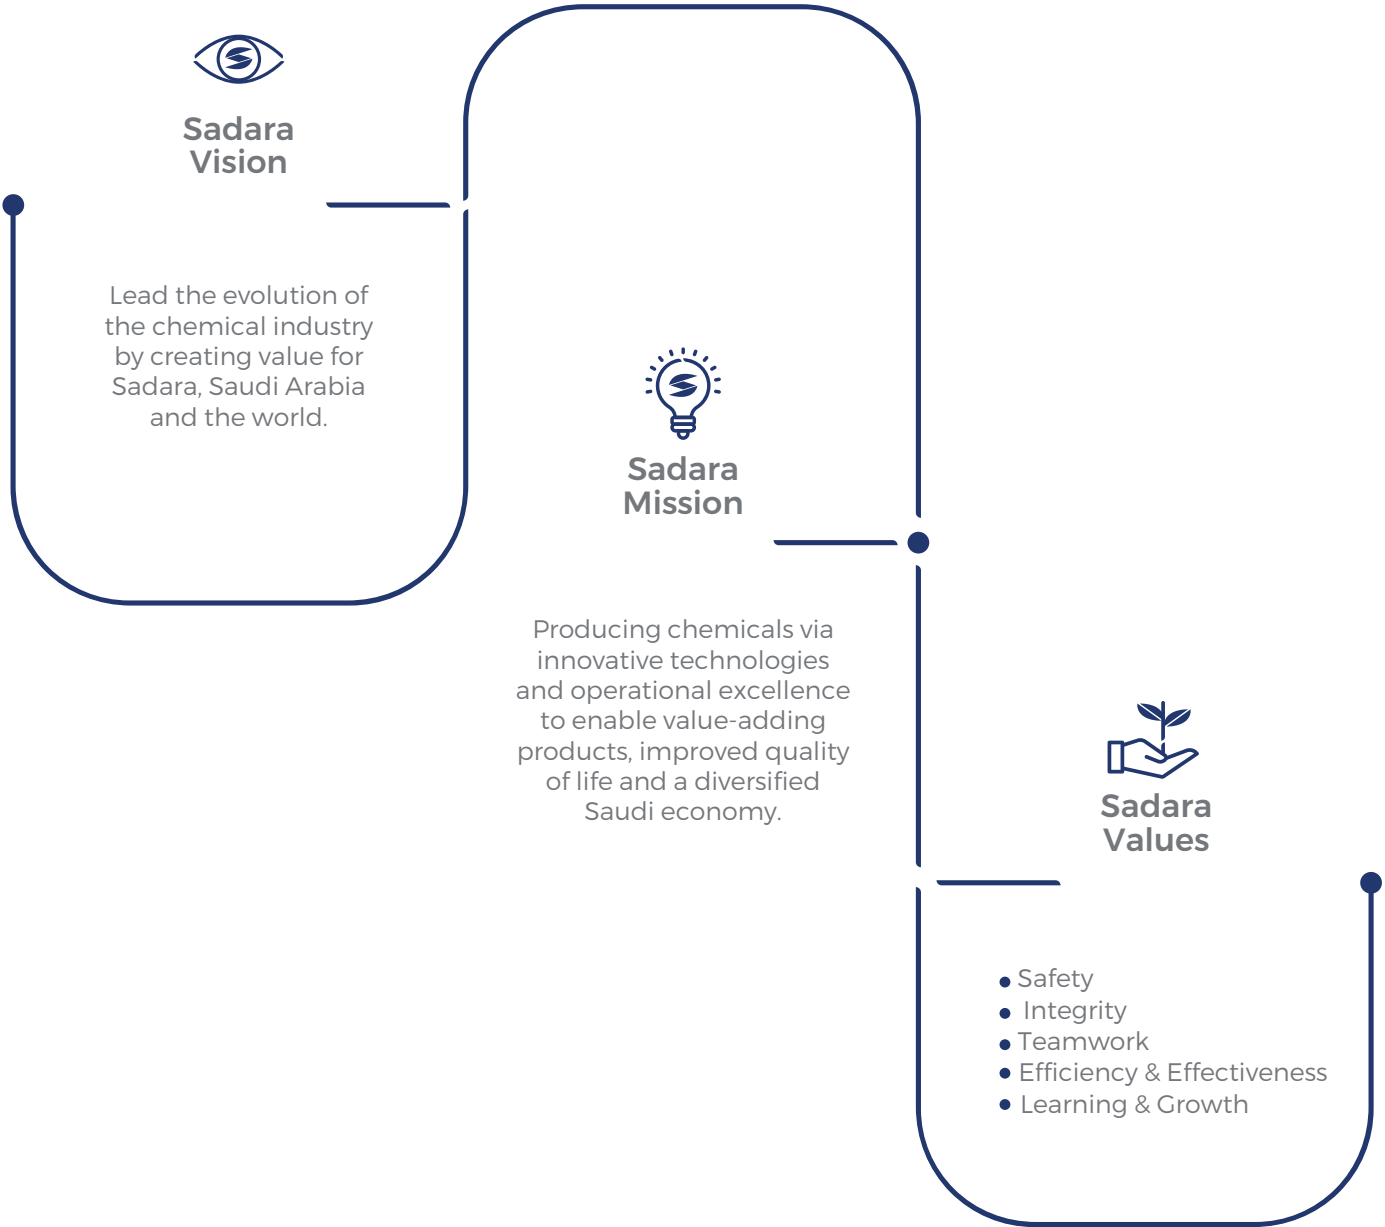 Sadara
Vision
Lead the evolution of
the chemical industry
by creating value for
Sadara, Saudi Arabia
and the world.
Sadara
Mission
Producing chemicals via
innovative technologies
and operational excellence
to enable value-adding
products, improved quality
of life and a diversified
Saudi economy.
Sadara
Values
Safety
Integrity
Teamwork
Efficiency & Effectiveness
Learning & Growth